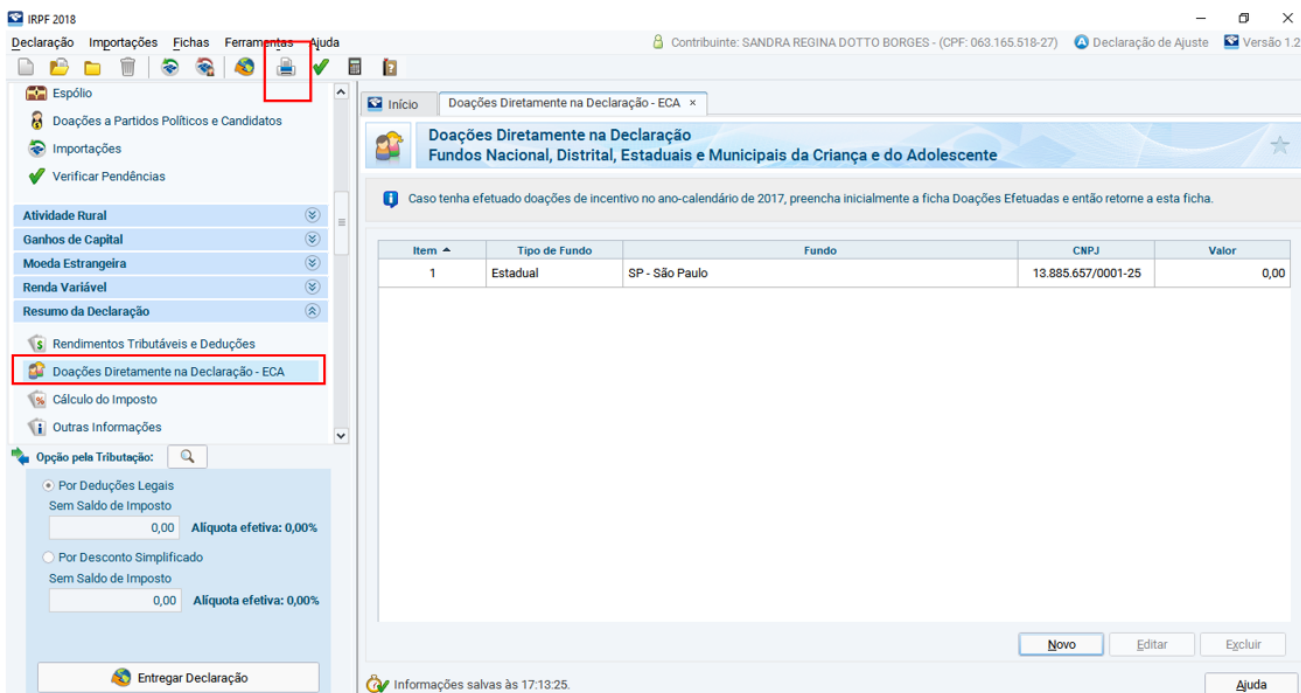 IRPF 2018
Declaração Importações Fichas Ferramentas Ajuda
Contribuinte: SANDRA REGINA DOTTO BORGES - (CPF: 063.165.518-27) Declaração de Ajuste Versão 1.2
Espólio
Doações a Partidos Políticos e Candidatos
Importações
Verificar Pendências
Atividade Rural
Ganhos de Capital
Moeda Estrangeira
Renda Variável
Resumo da Declaração
Rendimentos Tributáveis e Deduções
Doações Diretamente na Declaração - ECA
Cálculo do Imposto
Outras Informações
Opção pela Tributação:
Por Deduções Legais
Sem Saldo de Imposto
0,00 Alíquota efetiva: 0,00%
Por Desconto Simplificado
Sem Saldo de Imposto
0,00 Alíquota efetiva: 0,00%
Entregar Declaração
Início Doações Diretamente na Declaração - ECA ×
Doações Diretamente na Declaração
Fundos Nacional, Distrital, Estaduais e Municipais da Criança e do Adolescente
Caso tenha efetuado doações de incentivo no ano-calendário de 2017, preencha inicialmente a ficha Doações Efetuadas e então retorne a esta ficha.
Item Tipo de Fundo Fundo CNPJ Valor
1 Estadual SP - São Paulo 13.885.657/0001-25 0,00
Novo Editar Excluir
Informações salvas às 17:13:25. Ajuda